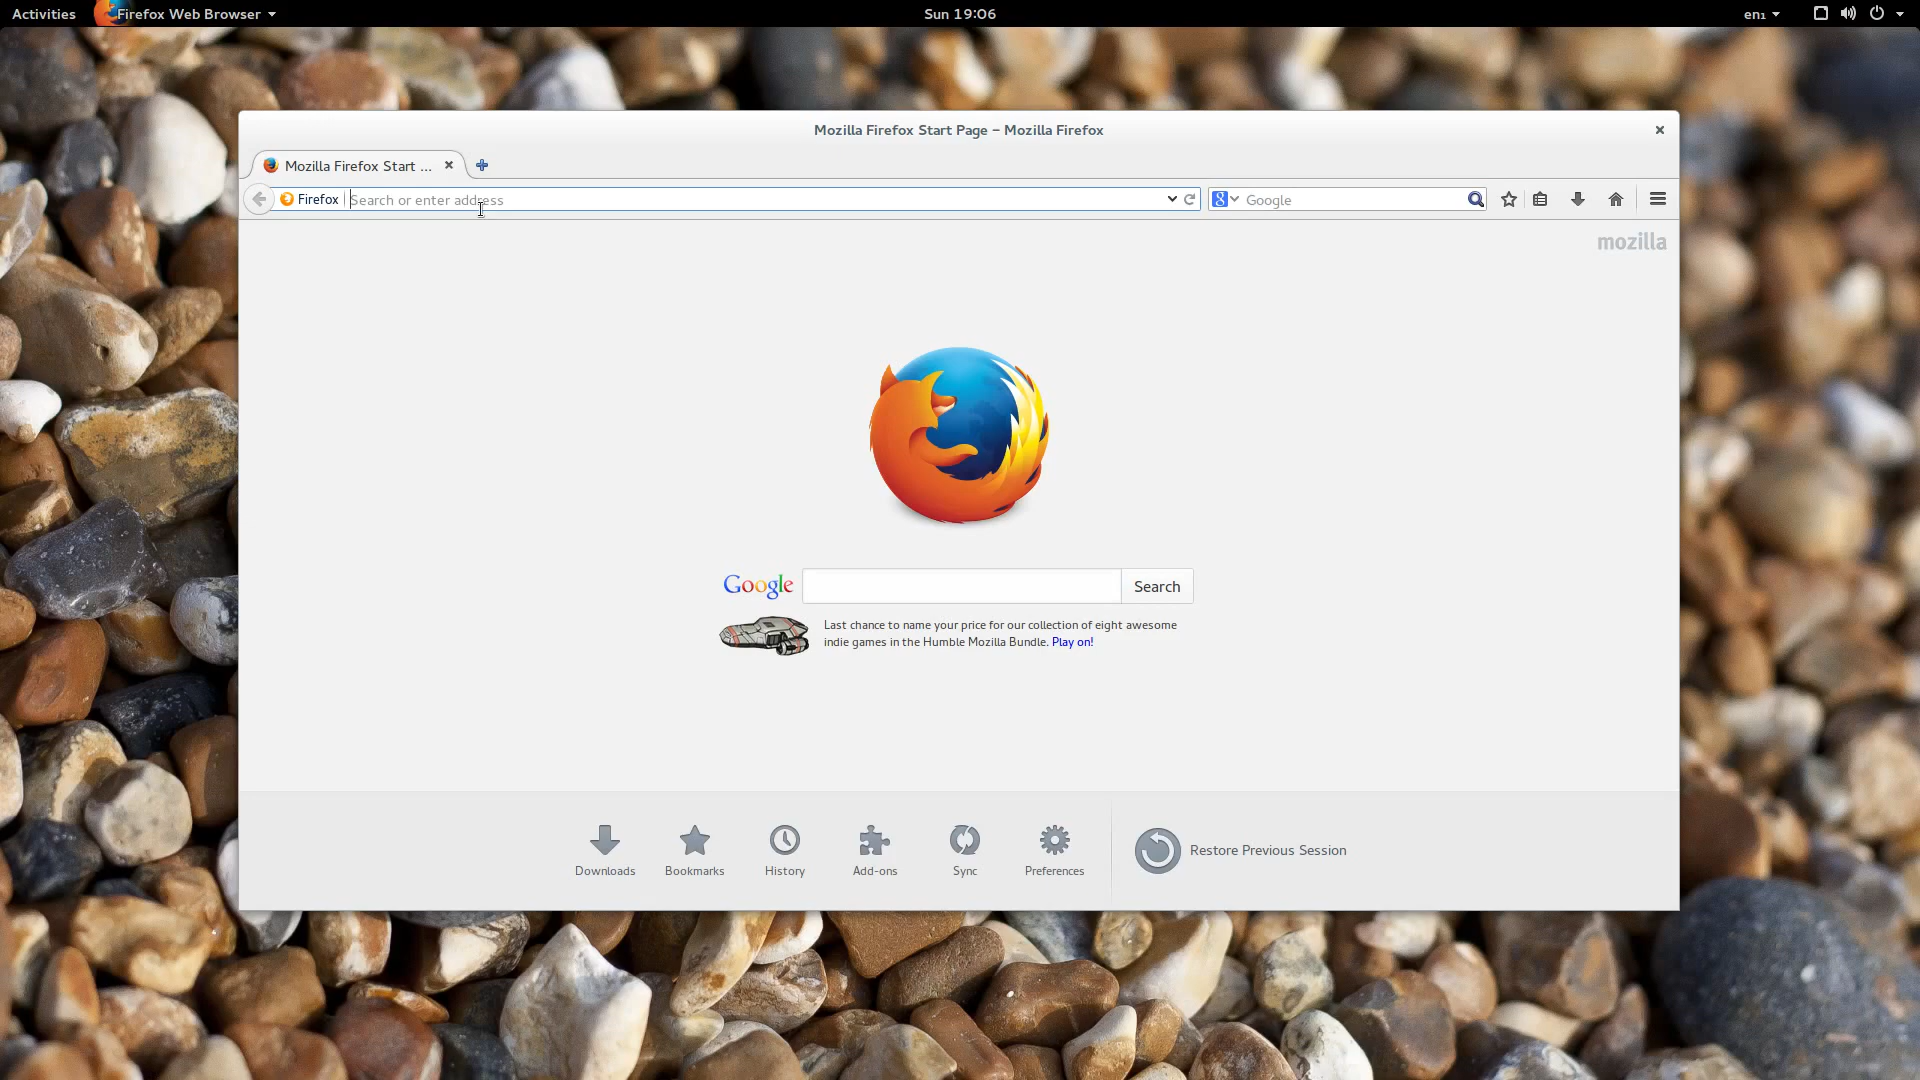 Activities
Firefox Web Browser
Sun 19:06
en₁
Mozilla Firefox Start Page – Mozilla Firefox
Mozilla Firefox Start ...
Firefox
Search or enter address
8
Google
mozilla
Google
Search
Last chance to name your price for our collection of eight awesome
indie games in the Humble Mozilla Bundle. Play on!
Downloads
Bookmarks
History
Add-ons
Sync
Preferences
Restore Previous Session